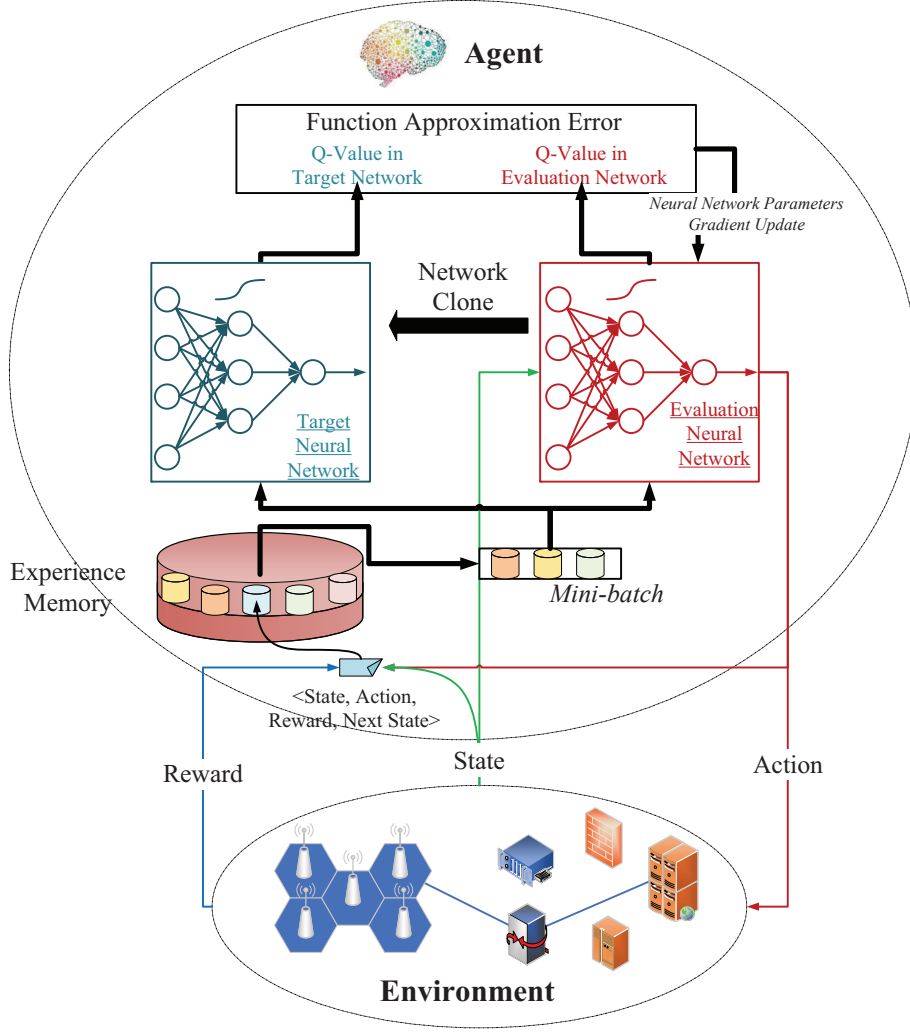 Agent
Function Approximation Error
Q-Value in
Target Network
Q-Value in
Evaluation Network
Neural Network Parameters
Gradient Update
Network
Clone
Target
Neural
Network
Evaluation
Neural
Network
Experience
Memory
Mini-batch
<State, Action,
Reward, Next State>
Reward
State
Action
Environment